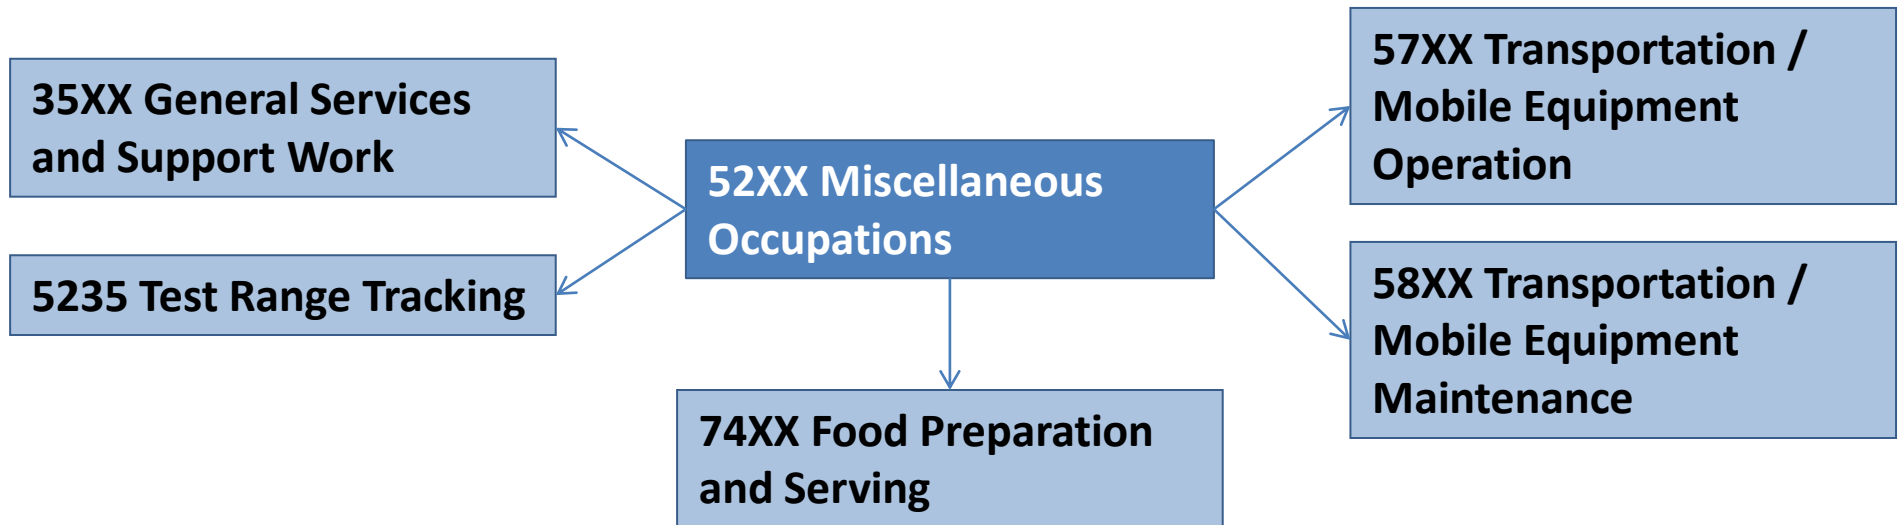 35XX General Services
and Support Work
5235 Test Range Tracking
52XX Miscellaneous
Occupations
74XX Food Preparation
and Serving
57XX Transportation /
Mobile Equipment
Operation
58XX Transportation /
Mobile Equipment
Maintenance